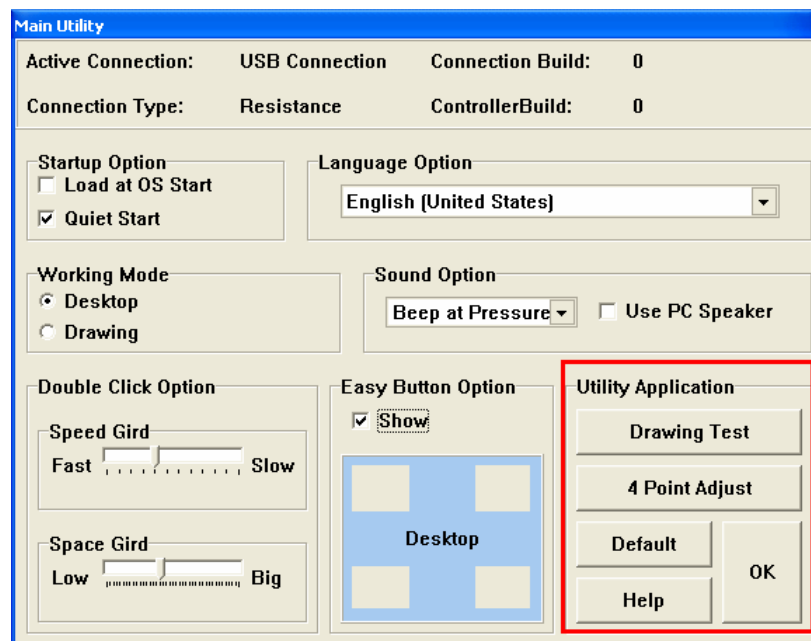 Main Utility
Active Connection: USB Connection Connection Build: 0
Connection Type: Resistance ControllerBuild: 0
Startup Option
Load at OS Start
Quiet Start
Language Option
English (United States)
Working Mode
Desktop
Drawing
Sound Option
Beep at Pressure
Use PC Speaker
Double Click Option
Speed Gird
Fast Slow
Space Gird
Low Big
Easy Button Option
Show
Desktop
Utility Application
Drawing Test
4 Point Adjust
Default
Help
OK